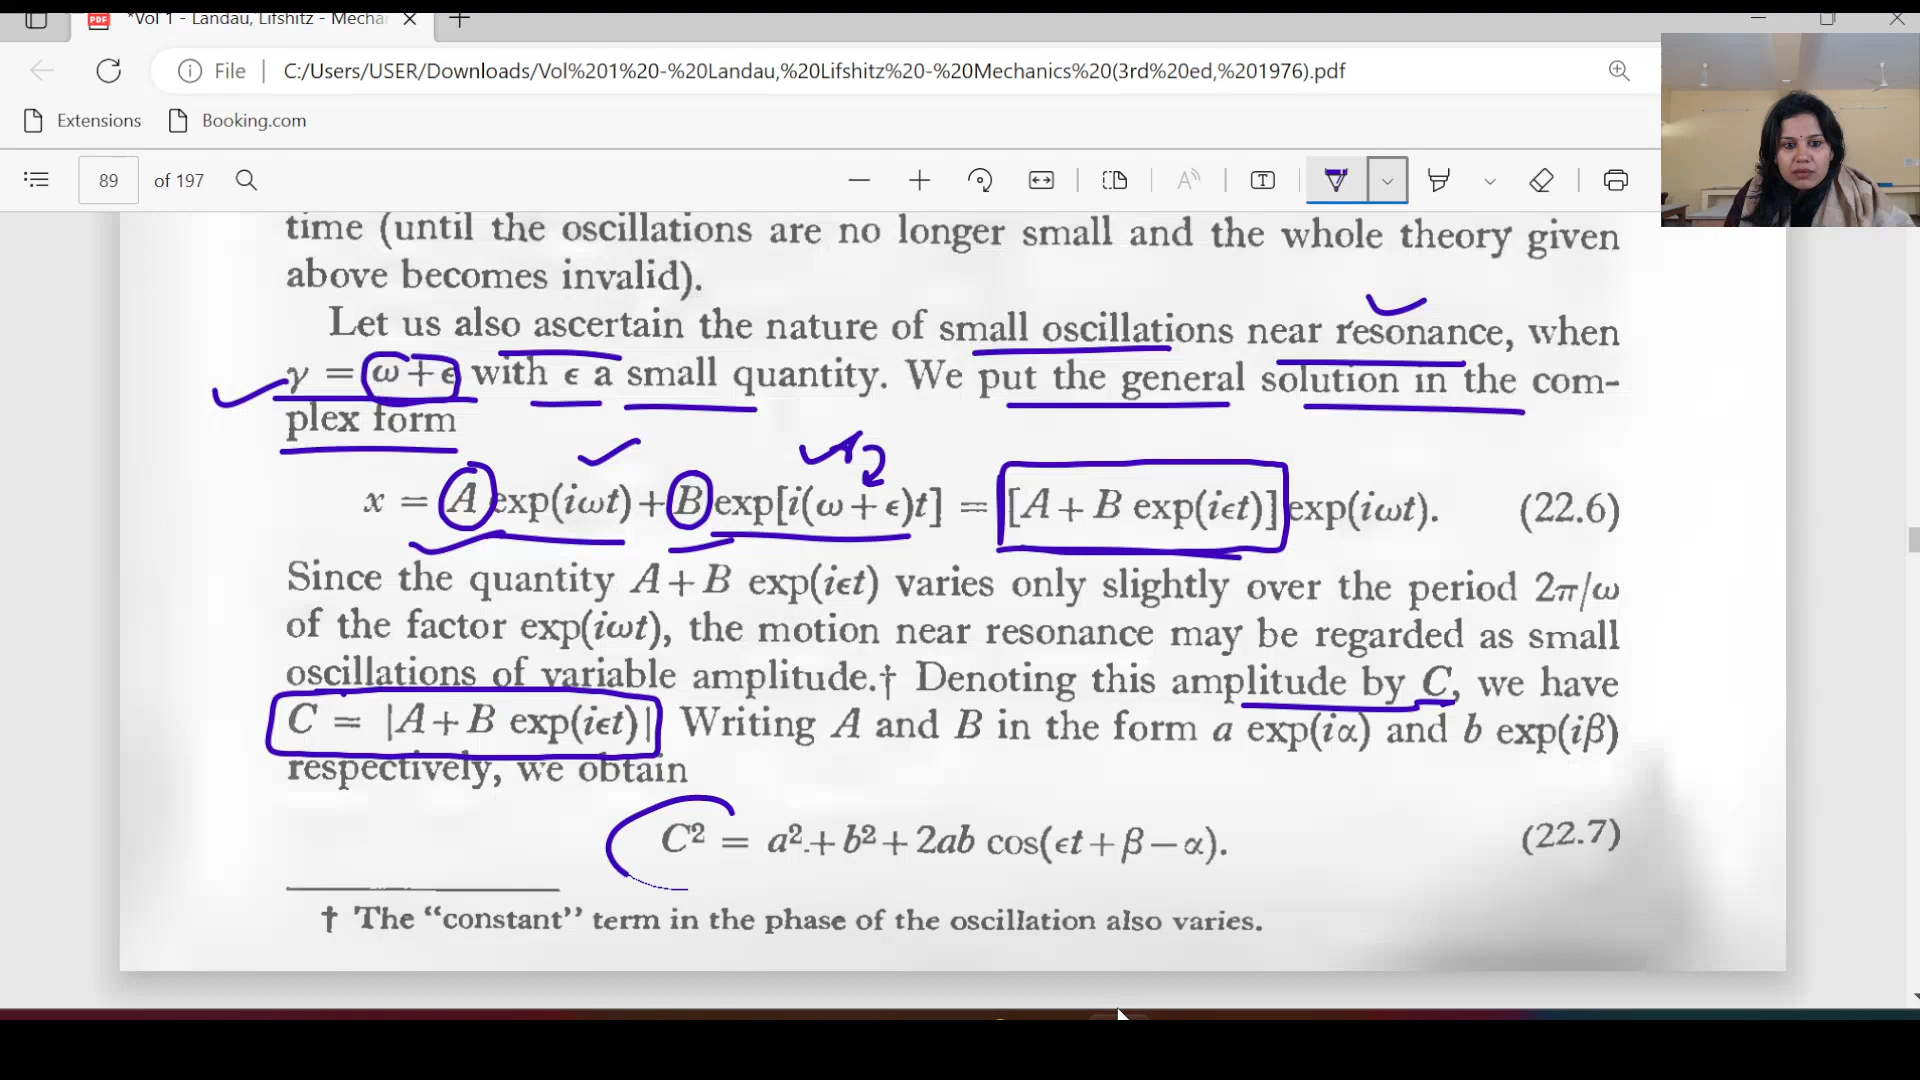 *Vol 1 - Landau, Lifshitz - Mechan
File | C:/Users/USER/Downloads/Vol%201%20-%20Landau,%20Lifshitz%20-%20Mechanics%20(3rd%20ed,%201976).pdf
Extensions Booking.com
89 of 197
time (until the oscillations are no longer small and the whole theory given
above becomes invalid).
Let us also ascertain the nature of small oscillations near resonance, when
γ = ω+ϵ with ϵ a small quantity. We put the general solution in the com-
plex form
x = A exp(iωt)+B exp[i(ω+ϵ)t] = [A+B exp(iϵt)]exp(iωt). (22.6)
Since the quantity A+B exp(iϵt) varies only slightly over the period 2π/ω
of the factor exp(iωt), the motion near resonance may be regarded as small
oscillations of variable amplitude.† Denoting this amplitude by C, we have
C = |A+B exp(iϵt)| Writing A and B in the form a exp(iα) and b exp(iβ)
respectively, we obtain
C² = a²+b²+2ab cos(ϵt+β−α). (22.7)
† The “constant” term in the phase of the oscillation also varies.